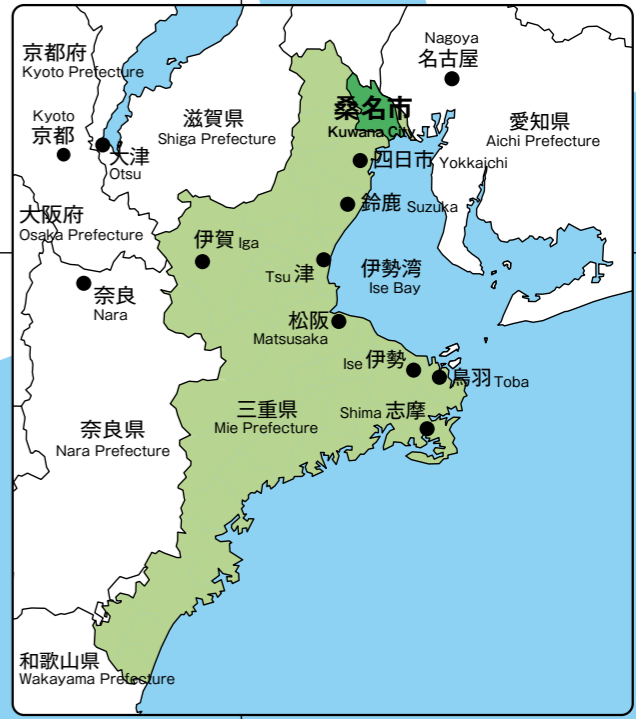 京都府
Kyoto Prefecture
Kyoto
京都
大津
Otsu
滋賀県
Shiga Prefecture
Nagoya
名古屋
桑名市
Kuwana City
愛知県
Aichi Prefecture
四日市 Yokkaichi
鈴鹿 Suzuka
大阪府
Osaka Prefecture
伊賀 Iga
Tsu 津
伊勢湾
Ise Bay
奈良
Nara
松阪
Matsusaka
Ise 伊勢
鳥羽 Toba
三重県
Mie Prefecture
Shima 志摩
奈良県
Nara Prefecture
和歌山県
Wakayama Prefecture